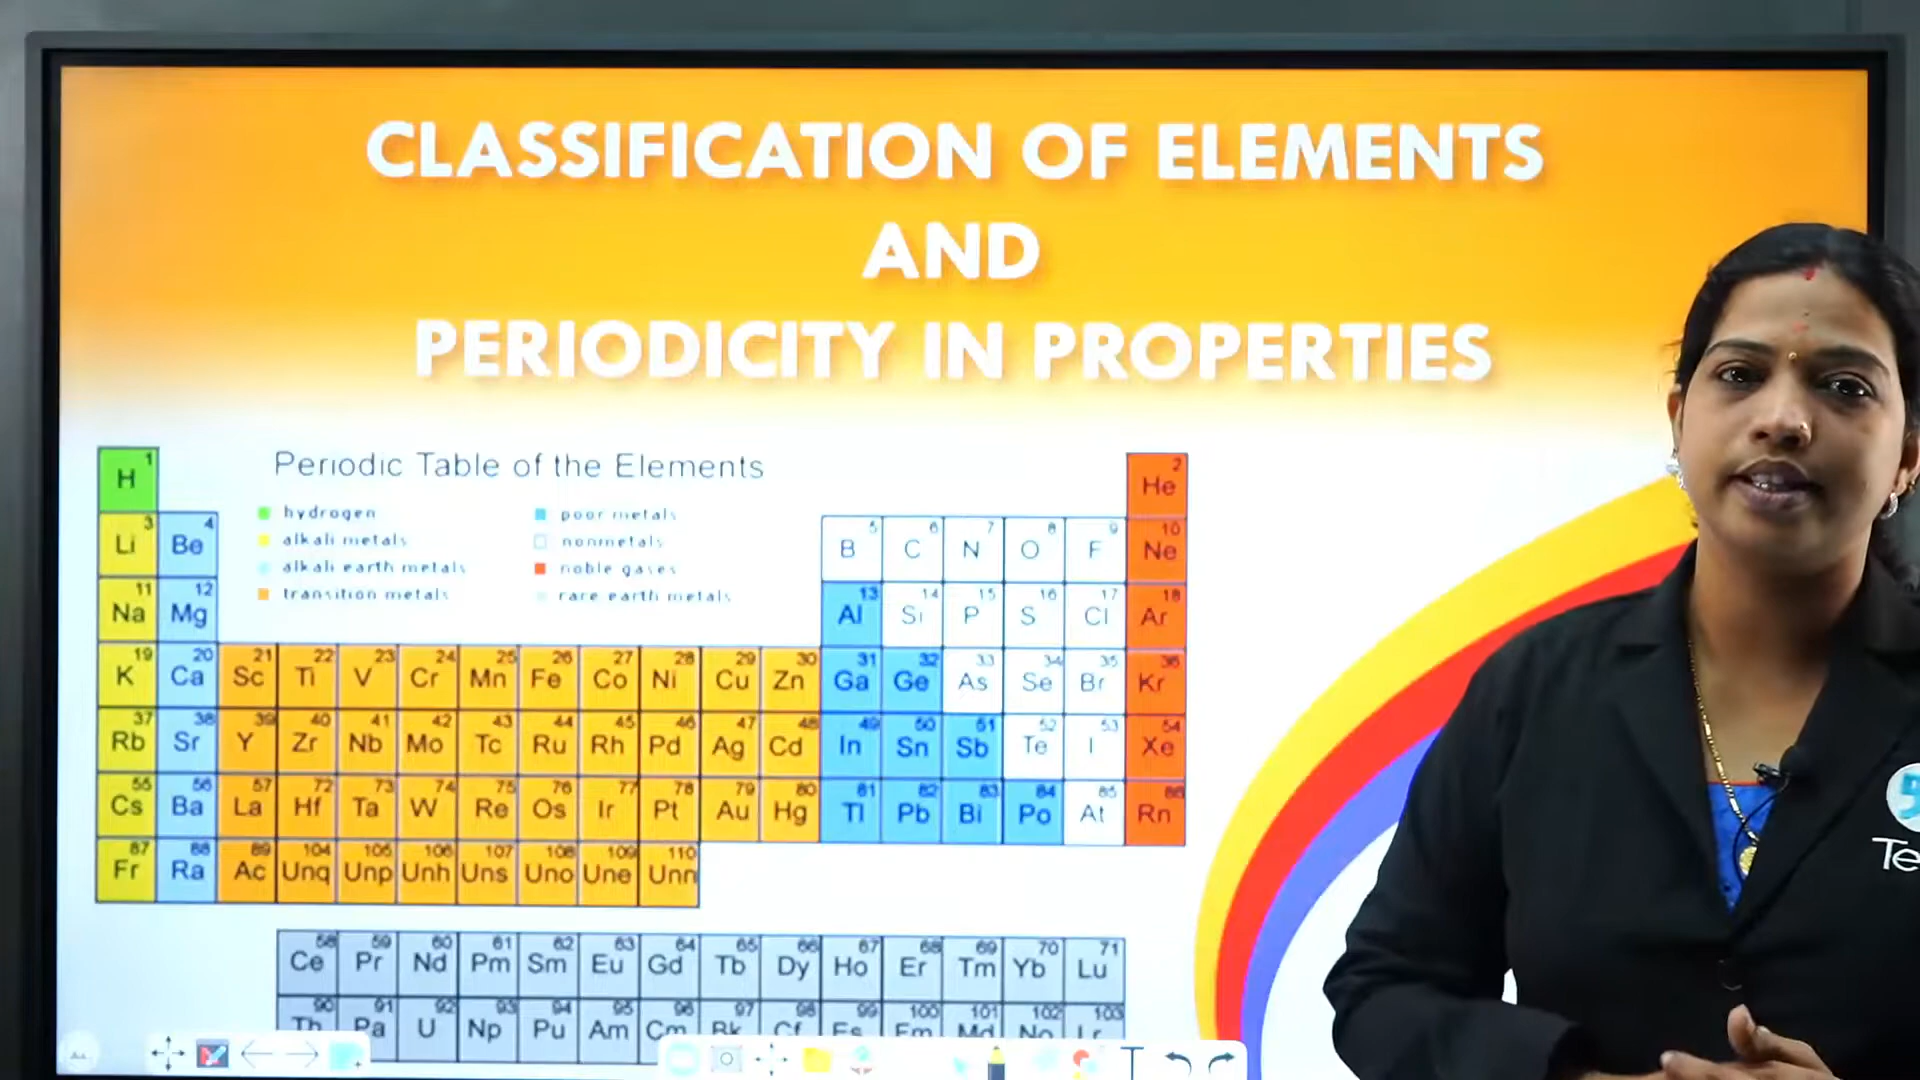 CLASSIFICATION OF ELEMENTS
AND
PERIODICITY IN PROPERTIES
Periodic Table of the Elements
hydrogen
alkali metals
alkali earth metals
transition metals
poor metals
nonmetals
noble gases
rare earth metals
1 H 2 He
3 Li 4 Be 5 B 6 C 7 N 8 O 9 F 10 Ne
11 Na 12 Mg 13 Al 14 Si 15 P 16 S 17 Cl 18 Ar
19 K 20 Ca 21 Sc 22 Ti 23 V 24 Cr 25 Mn 26 Fe 27 Co 28 Ni 29 Cu 30 Zn 31 Ga 32 Ge 33 As 34 Se 35 Br 36 Kr
37 Rb 38 Sr 39 Y 40 Zr 41 Nb 42 Mo 43 Tc 44 Ru 45 Rh 46 Pd 47 Ag 48 Cd 49 In 50 Sn 51 Sb 52 Te 53 I 54 Xe
55 Cs 56 Ba 57 La 72 Hf 73 Ta 74 W 75 Re 76 Os 77 Ir 78 Pt 79 Au 80 Hg 81 Tl 82 Pb 83 Bi 84 Po 85 At 86 Rn
87 Fr 88 Ra 89 Ac 104 Unq 105 Unp 106 Unh 107 Uns 108 Uno 109 Une 110 Unn
58 Ce 59 Pr 60 Nd 61 Pm 62 Sm 63 Eu 64 Gd 65 Tb 66 Dy 67 Ho 68 Er 69 Tm 70 Yb 71 Lu
90 Th 91 Pa 92 U 93 Np 94 Pu 95 Am 96 Cm 97 Bk 98 Cf 99 Es 100 Fm 101 Md 102 No 103 Lr
Te